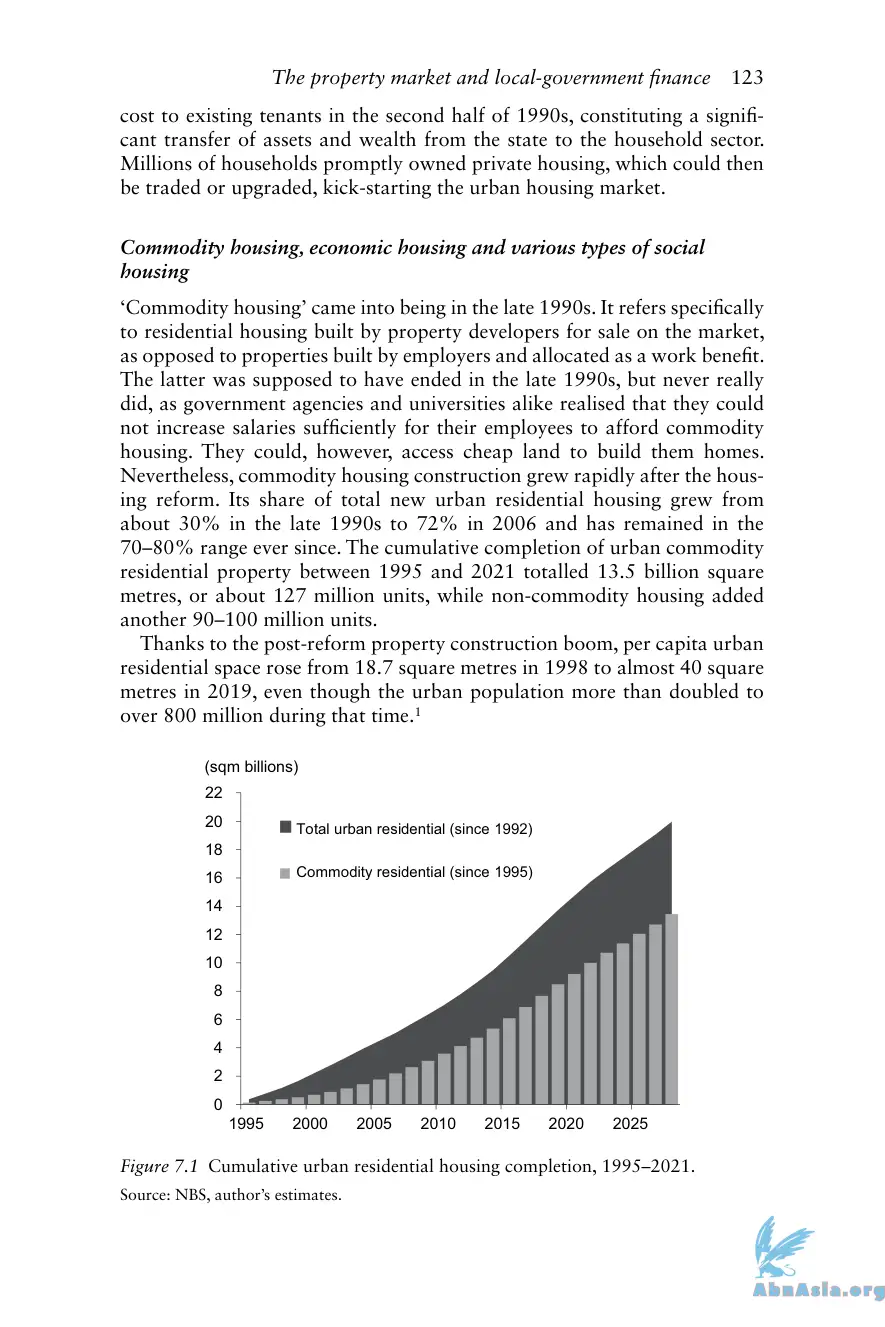 The property market and local-government finance 123
cost to existing tenants in the second half of 1990s, constituting a signifi-
cant transfer of assets and wealth from the state to the household sector.
Millions of households promptly owned private housing, which could then
be traded or upgraded, kick-starting the urban housing market.
Commodity housing, economic housing and various types of social
housing
‘Commodity housing’ came into being in the late 1990s. It refers specifically
to residential housing built by property developers for sale on the market,
as opposed to properties built by employers and allocated as a work benefit.
The latter was supposed to have ended in the late 1990s, but never really
did, as government agencies and universities alike realised that they could
not increase salaries sufficiently for their employees to afford commodity
housing. They could, however, access cheap land to build them homes.
Nevertheless, commodity housing construction grew rapidly after the hous-
ing reform. Its share of total new urban residential housing grew from
about 30% in the late 1990s to 72% in 2006 and has remained in the
70–80% range ever since. The cumulative completion of urban commodity
residential property between 1995 and 2021 totalled 13.5 billion square
metres, or about 127 million units, while non-commodity housing added
another 90–100 million units.
Thanks to the post-reform property construction boom, per capita urban
residential space rose from 18.7 square metres in 1998 to almost 40 square
metres in 2019, even though the urban population more than doubled to
over 800 million during that time.1
(sqm billions)
22
20
Total urban residential (since 1992)
18
16
Commodity residential (since 1995)
14
12
10
8
6
4
2
0
1995 2000 2005 2010 2015 2020 2025
Figure 7.1 Cumulative urban residential housing completion, 1995–2021.
Source: NBS, author’s estimates.
AbnAsia.org